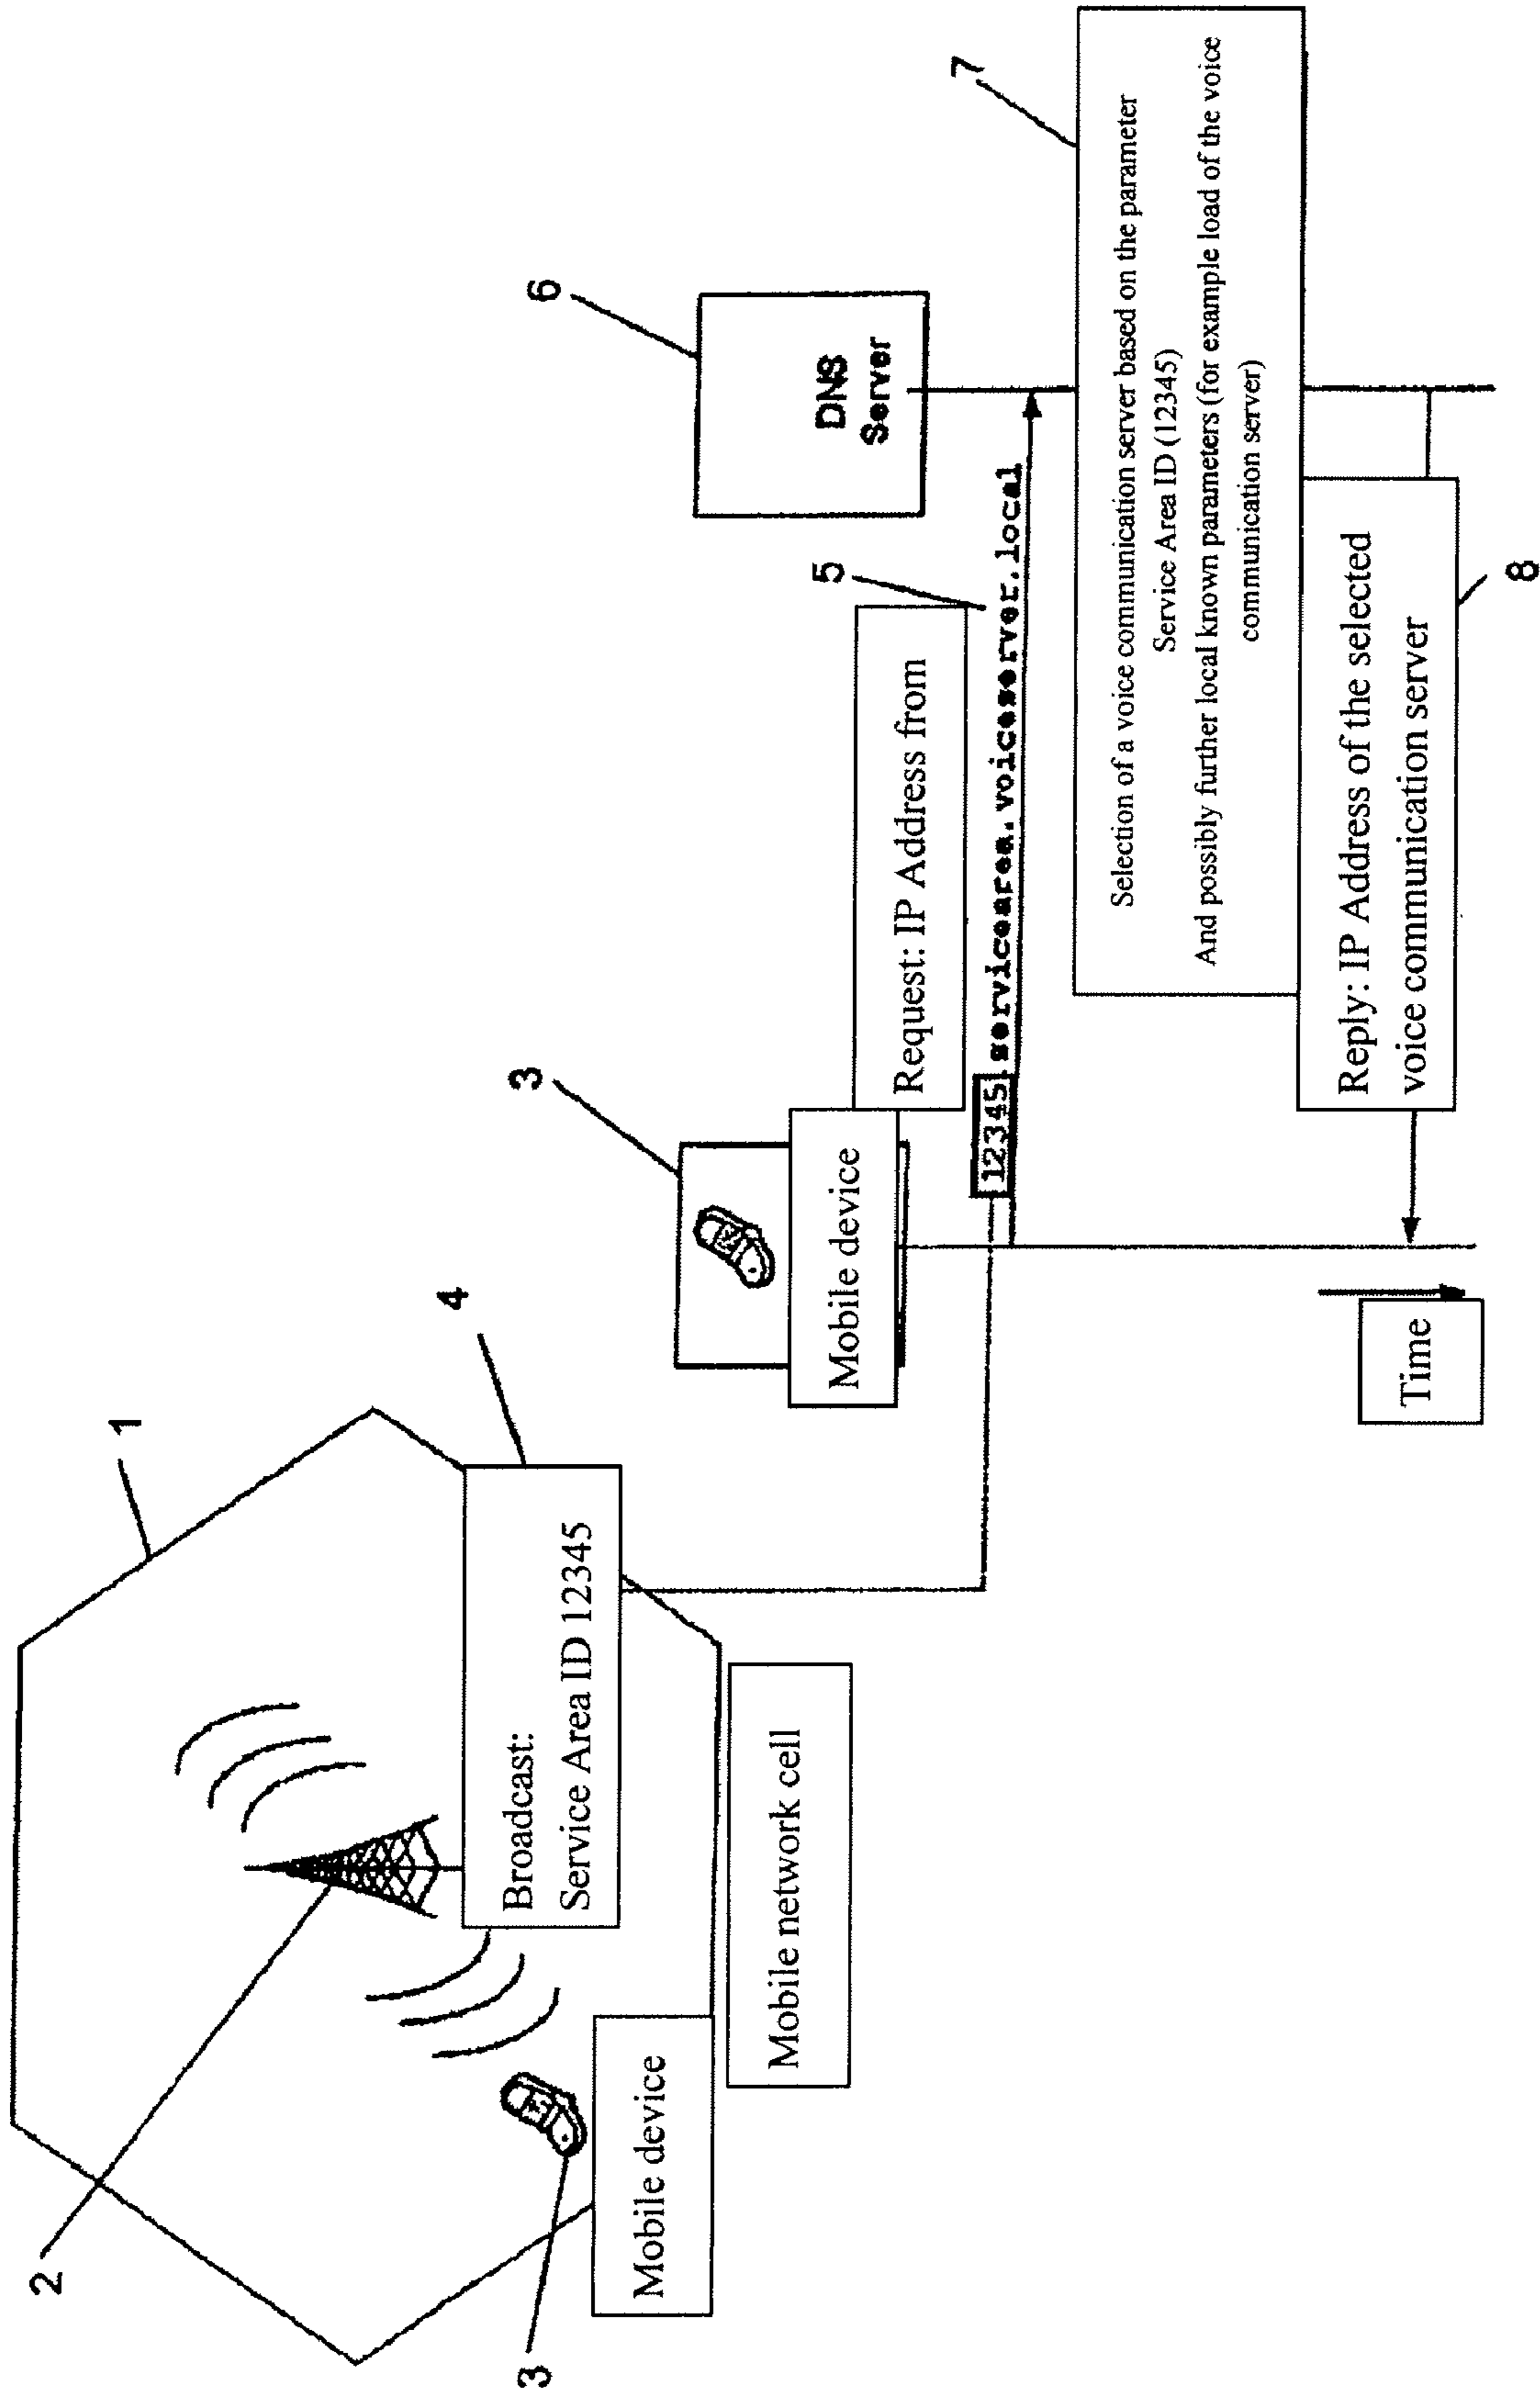 1
2
Broadcast:
Service Area ID 12345
4
3
Mobile device
Mobile network cell
3
Mobile device
6
DNS
Server
Request: IP Address from
5
12345.servicearea.voiceserver.local
7
Selection of a voice communication server based on the parameter
Service Area ID (12345)
And possibly further local known parameters (for example load of the voice
communication server)
Reply: IP Address of the selected
voice communication server
8
Time